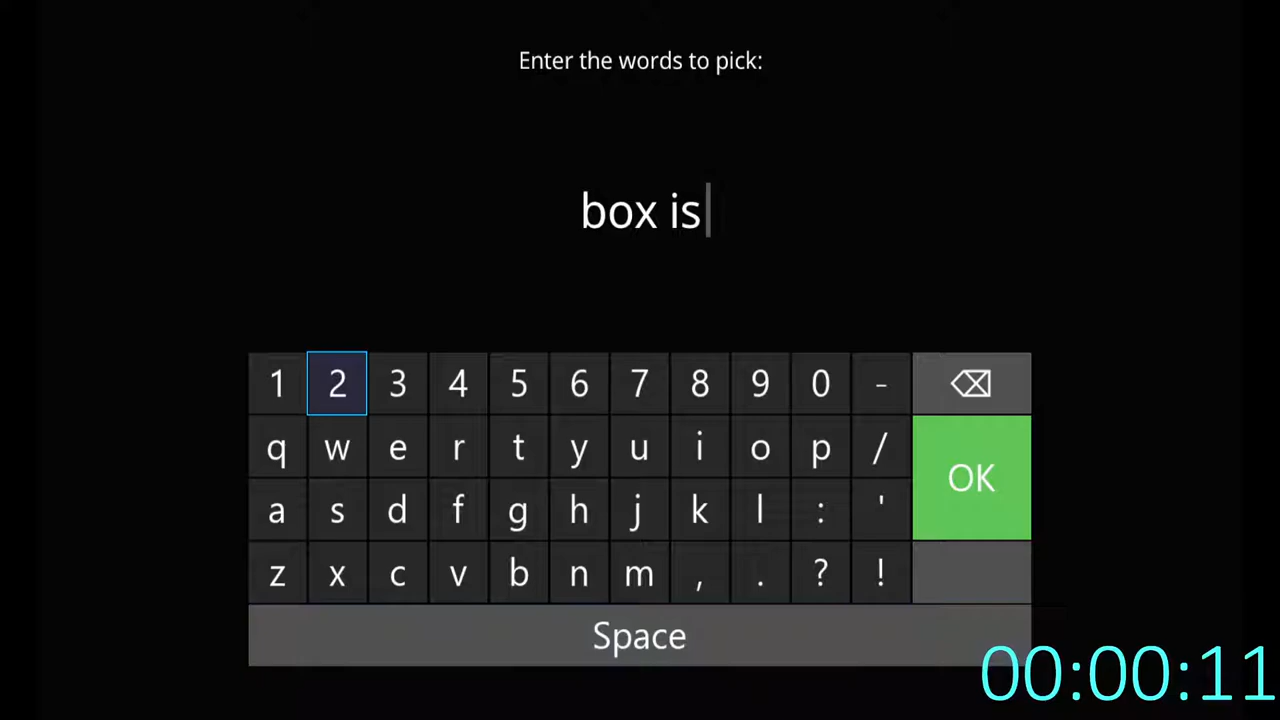 Enter the words to pick:
box is
1 2 3 4 5 6 7 8 9 0 -
q w e r t y u i o p /
OK
a s d f g h j k l : '
z x c v b n m , . ? !
Space
00:00:11